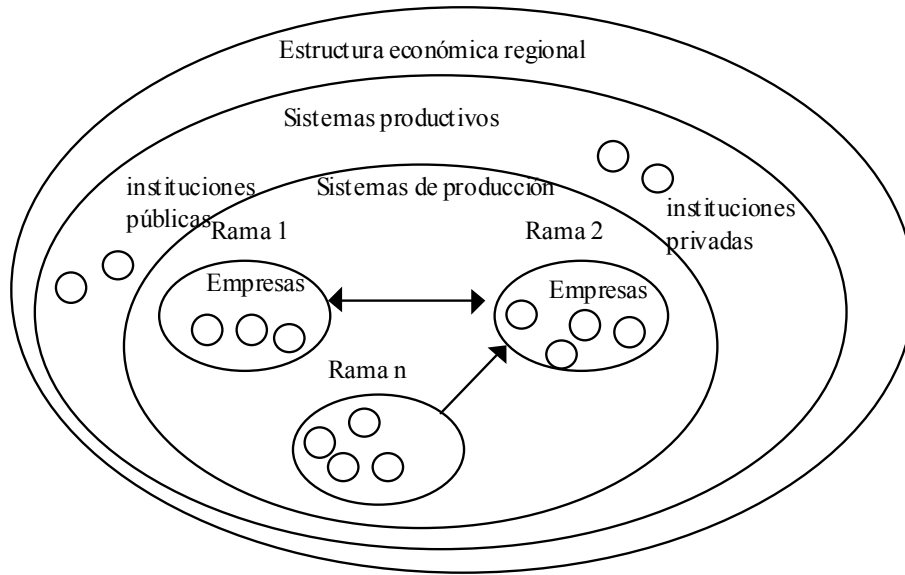 Estructura económica regional
Sistemas productivos
instituciones
públicas
Sistemas de producción
instituciones
privadas
Rama 1
Rama 2
Empresas
Empresas
Rama n